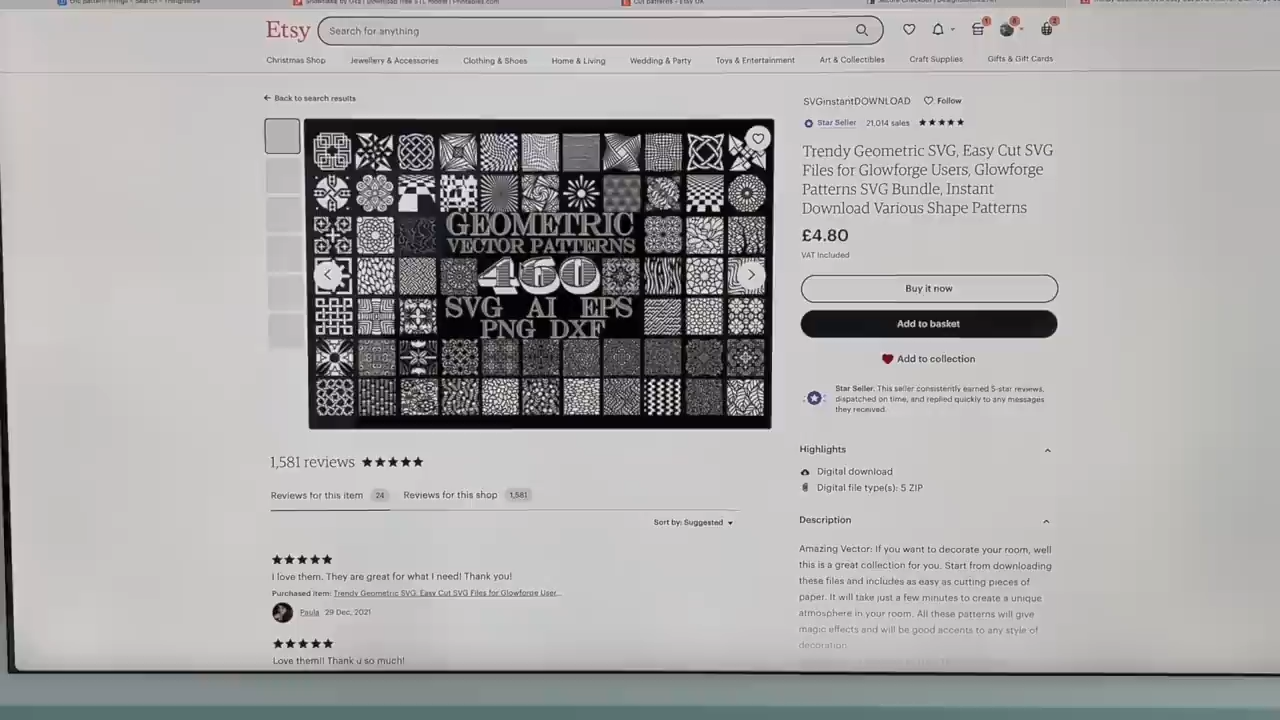 Cut patterns - Etsy UK
Etsy
Search for anything
Christmas Shop
Jewellery & Accessories
Clothing & Shoes
Home & Living
Wedding & Party
Toys & Entertainment
Art & Collectibles
Craft Supplies
Gifts & Gift Cards
Back to search results
GEOMETRIC
VECTOR PATTERNS
460
SVG AI EPS
PNG DXF
SVGinstantDOWNLOAD
Follow
Star Seller
21,014 sales
Trendy Geometric SVG, Easy Cut SVG
Files for Glowforge Users, Glowforge
Patterns SVG Bundle, Instant
Download Various Shape Patterns
£4.80
VAT Included
Buy it now
Add to basket
Add to collection
Star Seller. This seller consistently earned 5-star reviews,
dispatched on time, and replied quickly to any messages
they received.
Highlights
Digital download
Digital file type(s): 5 ZIP
Description
Amazing Vector: If you want to decorate your room, well
this is a great collection for you. Start from downloading
these files and includes as easy as cutting pieces of
paper. It will take just a few minutes to create a unique
atmosphere in your room. All these patterns will give
magic effects and will be good accents to any style of
decoration.
1,581 reviews
Reviews for this item 24
Reviews for this shop 1,581
Sort by: Suggested
I love them. They are great for what I need! Thank you!
Purchased item: Trendy Geometric SVG, Easy Cut SVG Files for Glowforge User...
Paula 29 Dec, 2021
Love them!! Thank u so much!